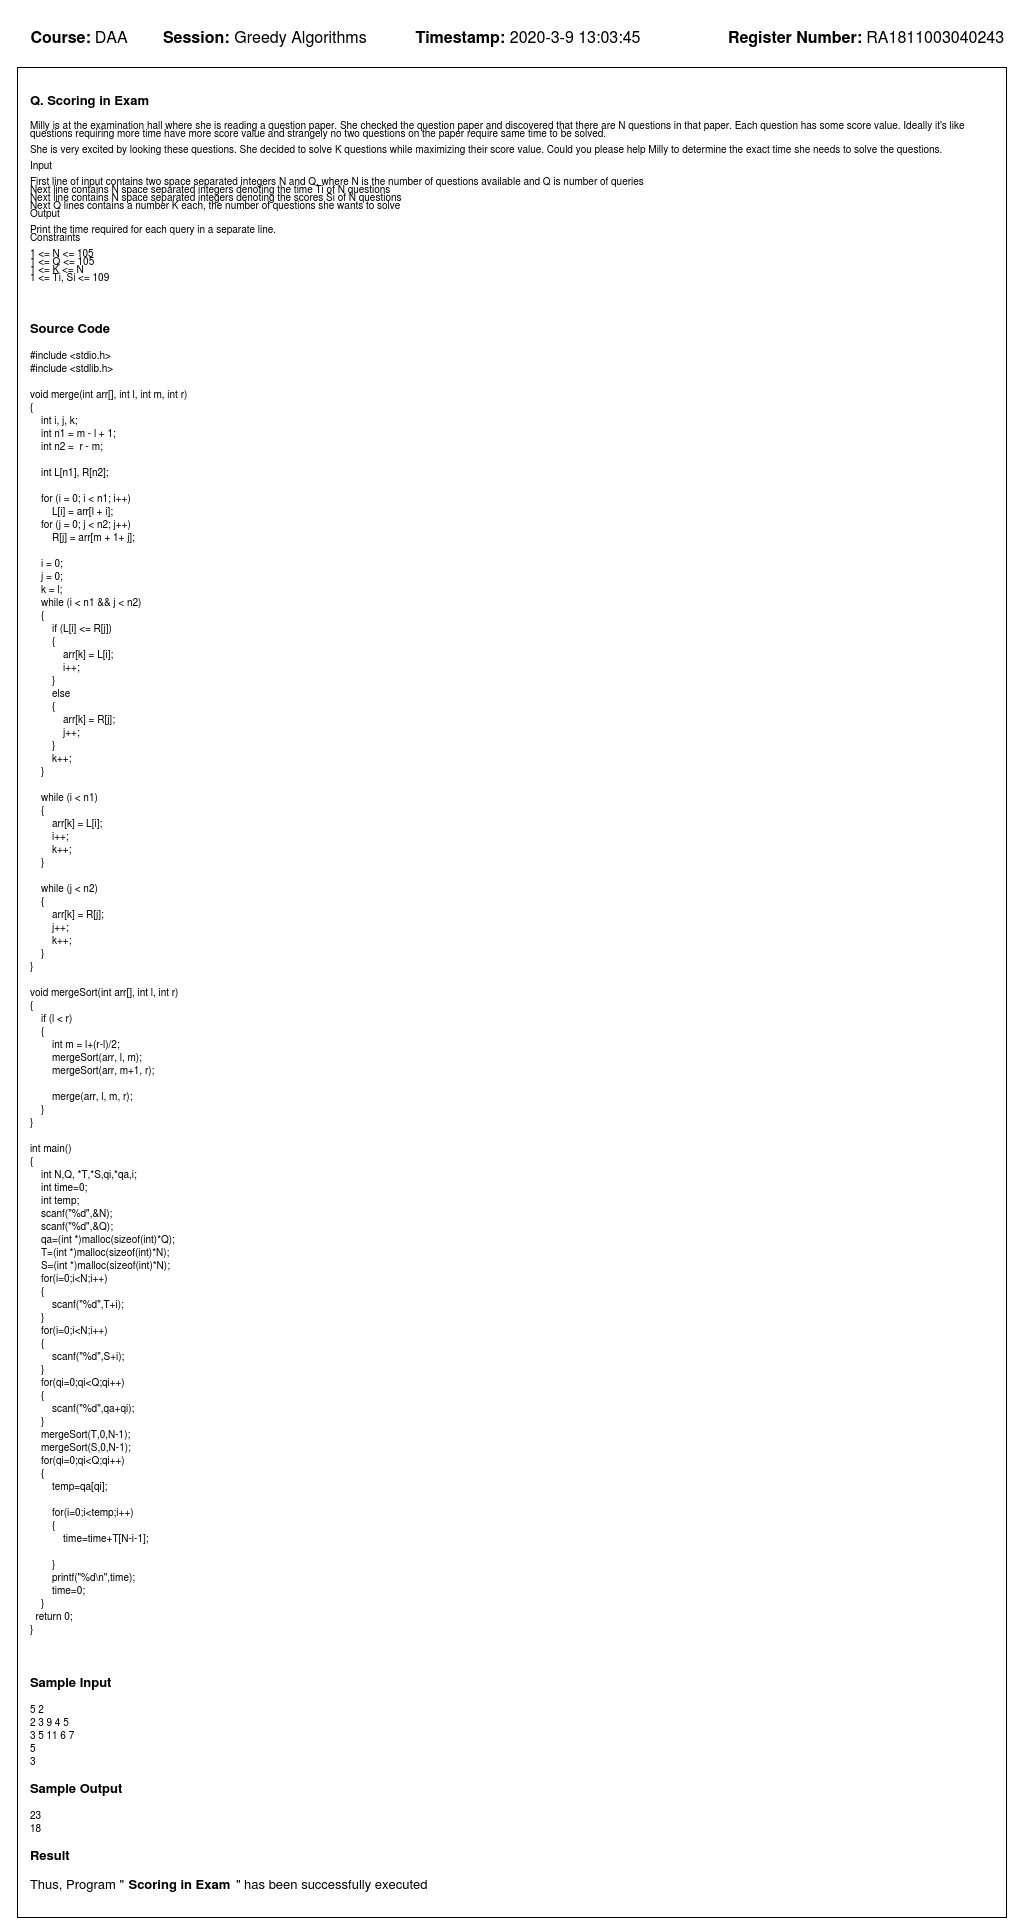 Course: DAA Session: Greedy Algorithms Timestamp: 2020-3-9 13:03:45 Register Number: RA1811003040243
Q. Scoring in Exam
Milly is at the examination hall where she is reading a question paper. She checked the question paper and discovered that there are N questions in that paper. Each question has some score value. Ideally it's like
questions requiring more time have more score value and strangely no two questions on the paper require same time to be solved.
She is very excited by looking these questions. She decided to solve K questions while maximizing their score value. Could you please help Milly to determine the exact time she needs to solve the questions.
Input
First line of input contains two space separated integers N and Q, where N is the number of questions available and Q is number of queries
Next line contains N space separated integers denoting the time Ti of N questions
Next line contains N space separated integers denoting the scores Si of N questions
Next Q lines contains a number K each, the number of questions she wants to solve
Output
Print the time required for each query in a separate line.
Constraints
1 <= N <= 105
1 <= Q <= 105
1 <= K <= N
1 <= Ti, Si <= 109
Source Code
#include <stdio.h>
#include <stdlib.h>
void merge(int arr[], int l, int m, int r)
{
int i, j, k;
int n1 = m - l + 1;
int n2 =  r - m;
int L[n1], R[n2];
for (i = 0; i < n1; i++)
L[i] = arr[l + i];
for (j = 0; j < n2; j++)
R[j] = arr[m + 1+ j];
i = 0;
j = 0;
k = l;
while (i < n1 && j < n2)
{
if (L[i] <= R[j])
{
arr[k] = L[i];
i++;
}
else
{
arr[k] = R[j];
j++;
}
k++;
}
while (i < n1)
{
arr[k] = L[i];
i++;
k++;
}
while (j < n2)
{
arr[k] = R[j];
j++;
k++;
}
}
void mergeSort(int arr[], int l, int r)
{
if (l < r)
{
int m = l+(r-l)/2;
mergeSort(arr, l, m);
mergeSort(arr, m+1, r);
merge(arr, l, m, r);
}
}
int main()
{
int N,Q, *T,*S,qi,*qa,i;
int time=0;
int temp;
scanf("%d",&N);
scanf("%d",&Q);
qa=(int *)malloc(sizeof(int)*Q);
T=(int *)malloc(sizeof(int)*N);
S=(int *)malloc(sizeof(int)*N);
for(i=0;i<N;i++)
{
scanf("%d",T+i);
}
for(i=0;i<N;i++)
{
scanf("%d",S+i);
}
for(qi=0;qi<Q;qi++)
{
scanf("%d",qa+qi);
}
mergeSort(T,0,N-1);
mergeSort(S,0,N-1);
for(qi=0;qi<Q;qi++)
{
temp=qa[qi];
for(i=0;i<temp;i++)
{
time=time+T[N-i-1];
}
printf("%d\n",time);
time=0;
}
return 0;
}
Sample Input
5 2
2 3 9 4 5
3 5 11 6 7
5
3
Sample Output
23
18
Result
Thus, Program " Scoring in Exam " has been successfully executed